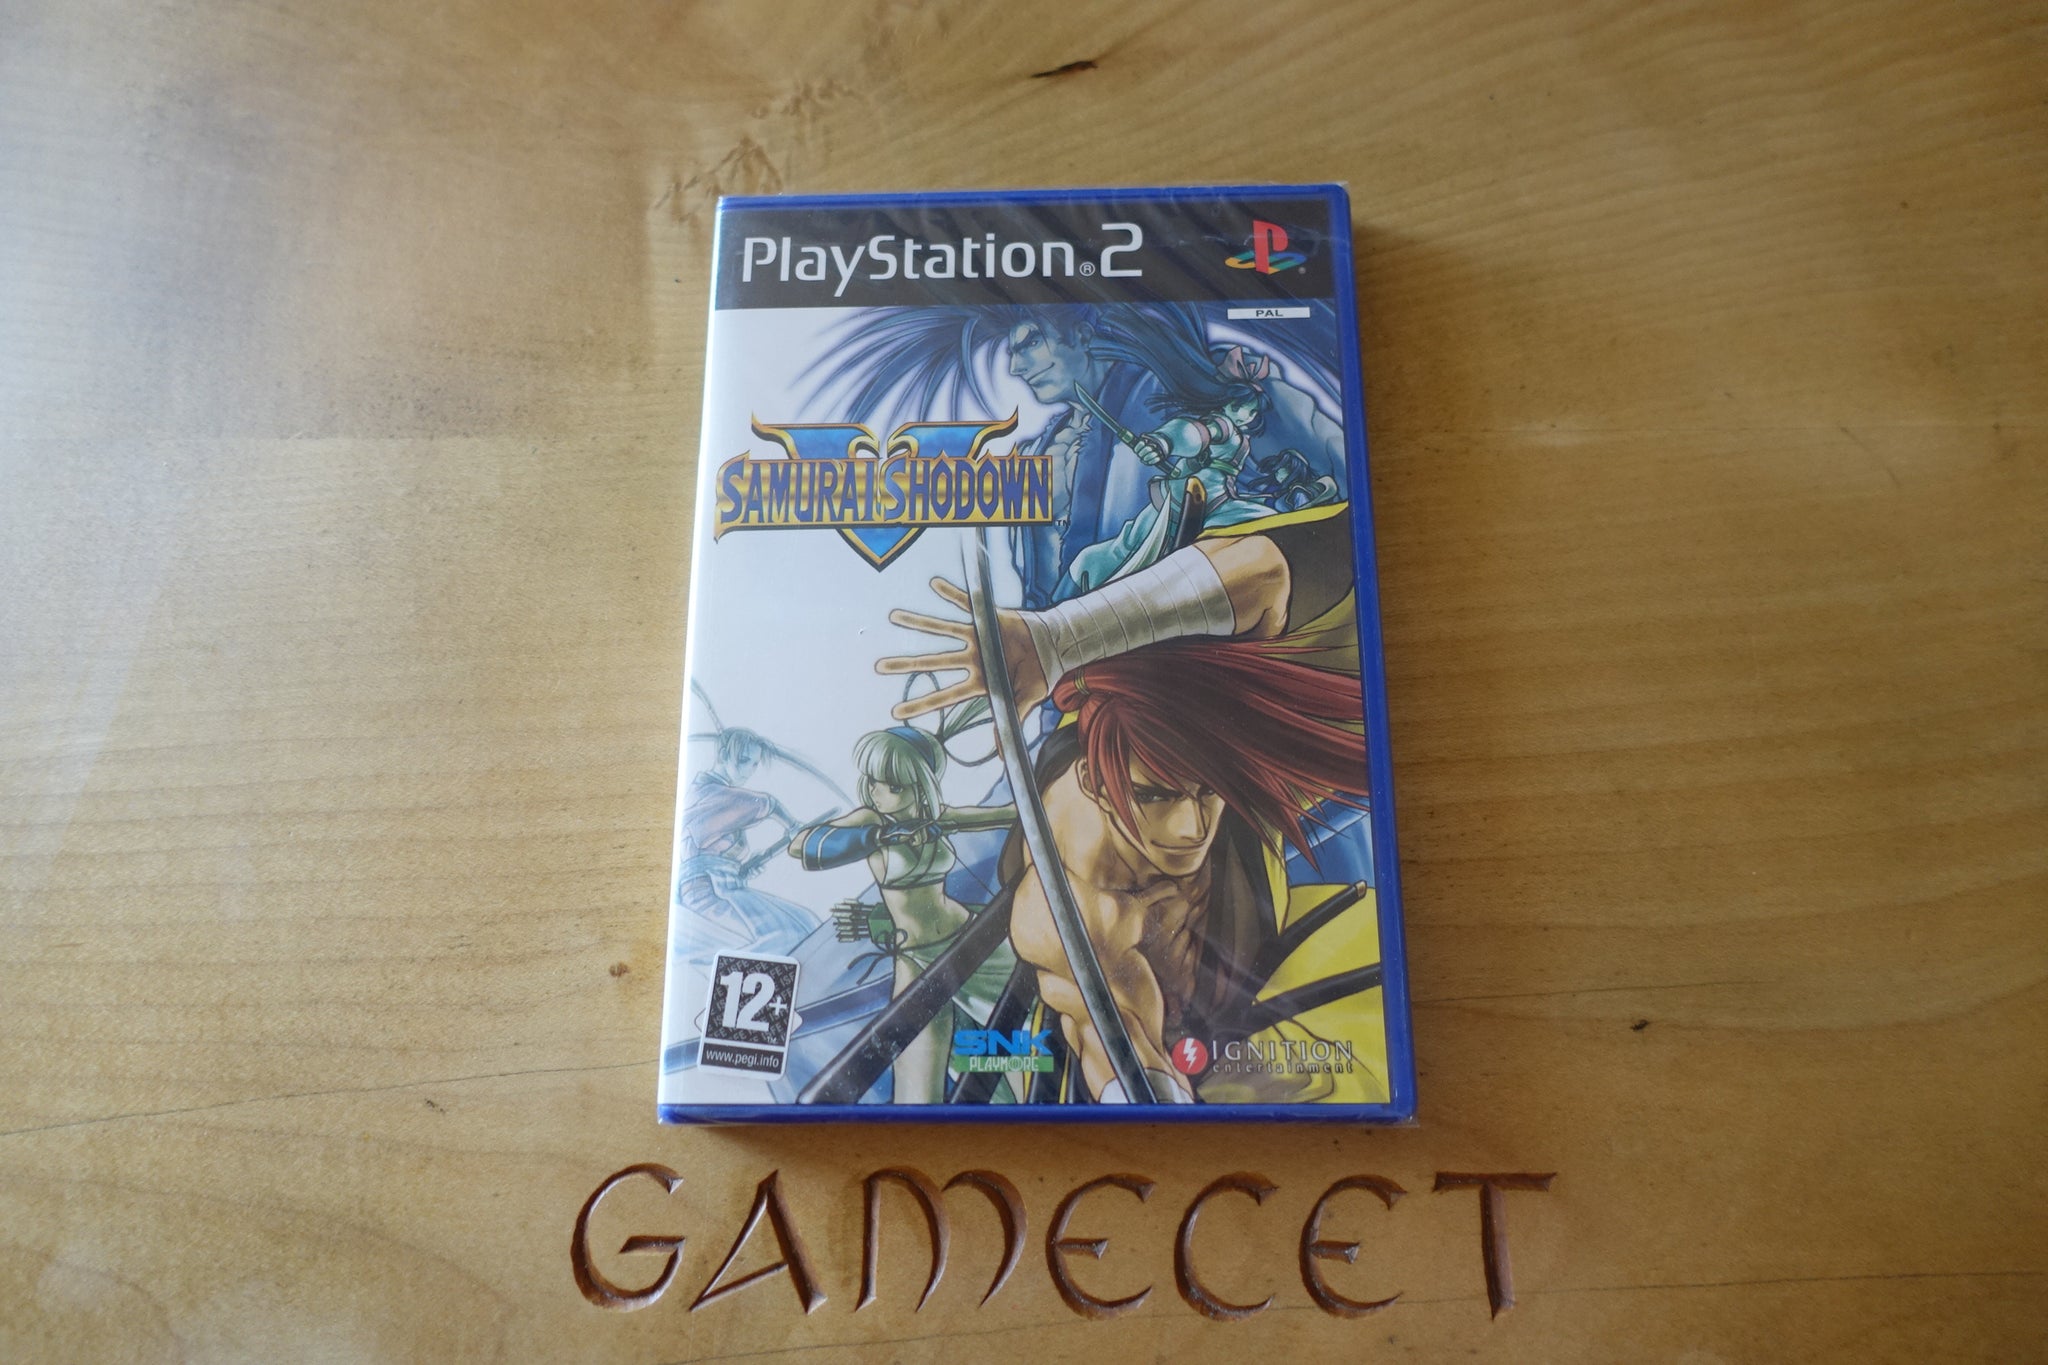 PlayStation®2
PAL
V
SAMURAI SHODOWN
12+
www.pegi.info
SNK
PLAYMORE
IGNITION
entertainment
GAMECET